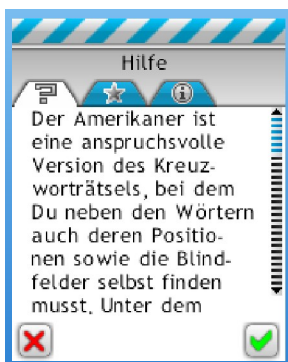 Hilfe
Der Amerikaner ist
eine anspruchsvolle
Version des Kreuz-
worträtsels, bei dem
Du neben den Wörtern
auch deren Positio-
nen sowie die Blind-
felder selbst finden
musst. Unter dem